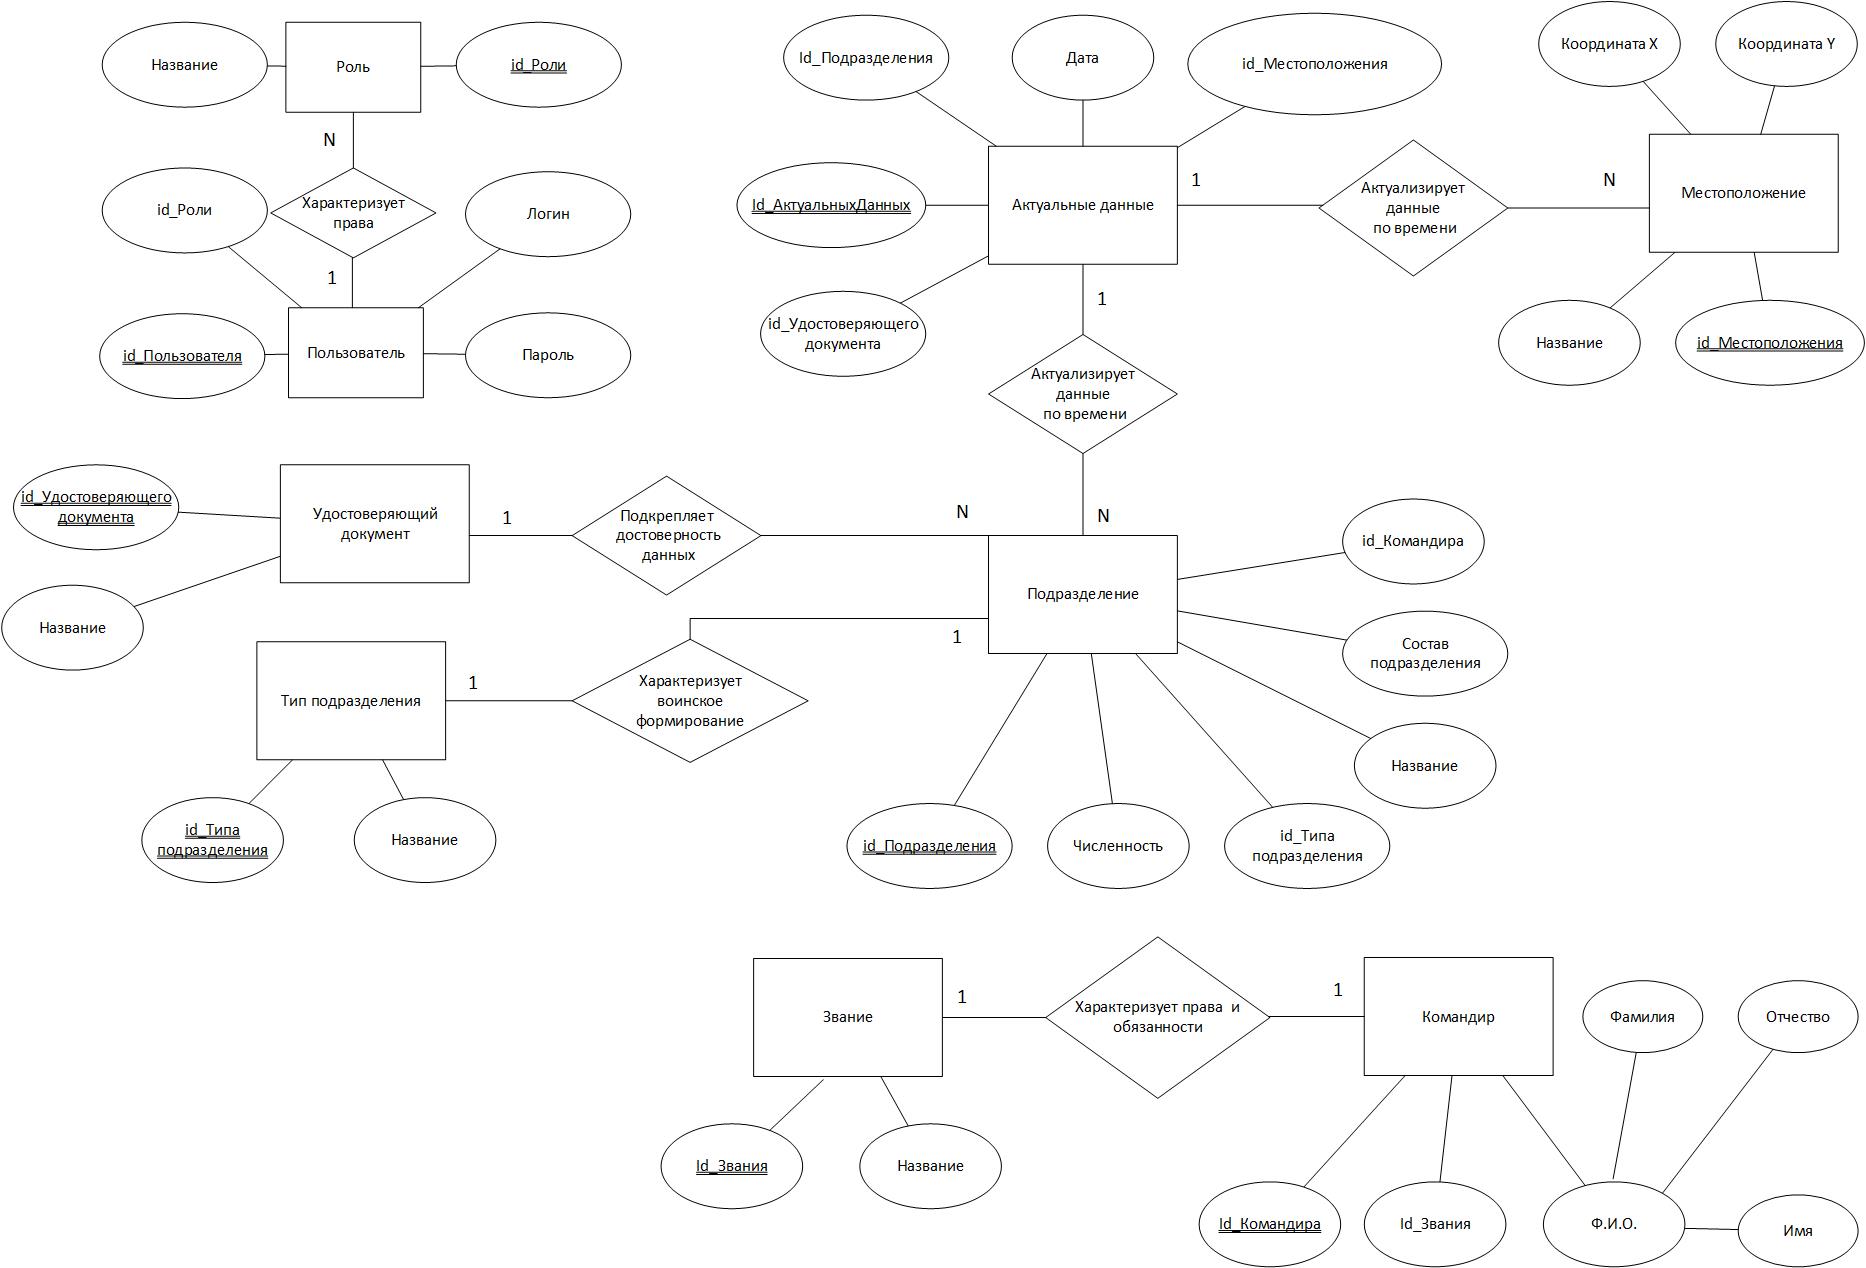 Название
Роль
id_Роли
N
id_Роли
Характеризует
права
Логин
1
id_Пользователя
Пользователь
Пароль
Id_Подразделения
Дата
id_Местоположения
Id_АктуальныхДанных
Актуальные данные
id_Удостоверяющего
документа
1
Актуализирует
данные
по времени
N
Координата X
Координата Y
Местоположение
Название
id_Местоположения
1
Актуализирует
данные
по времени
N
id_Удостоверяющего
документа
Удостоверяющий
документ
Название
1
Подкрепляет
достоверность
данных
N
Подразделение
id_Командира
Состав
подразделения
Название
id_Подразделения
Численность
id_Типа
подразделения
Тип подразделения
1
Характеризует
воинское
формирование
1
id_Типа
подразделения
Название
Звание
1
Характеризует права и
обязанности
1
Командир
Фамилия
Отчество
Id_Звания
Название
Id_Командира
Id_Звания
Ф.И.О.
Имя